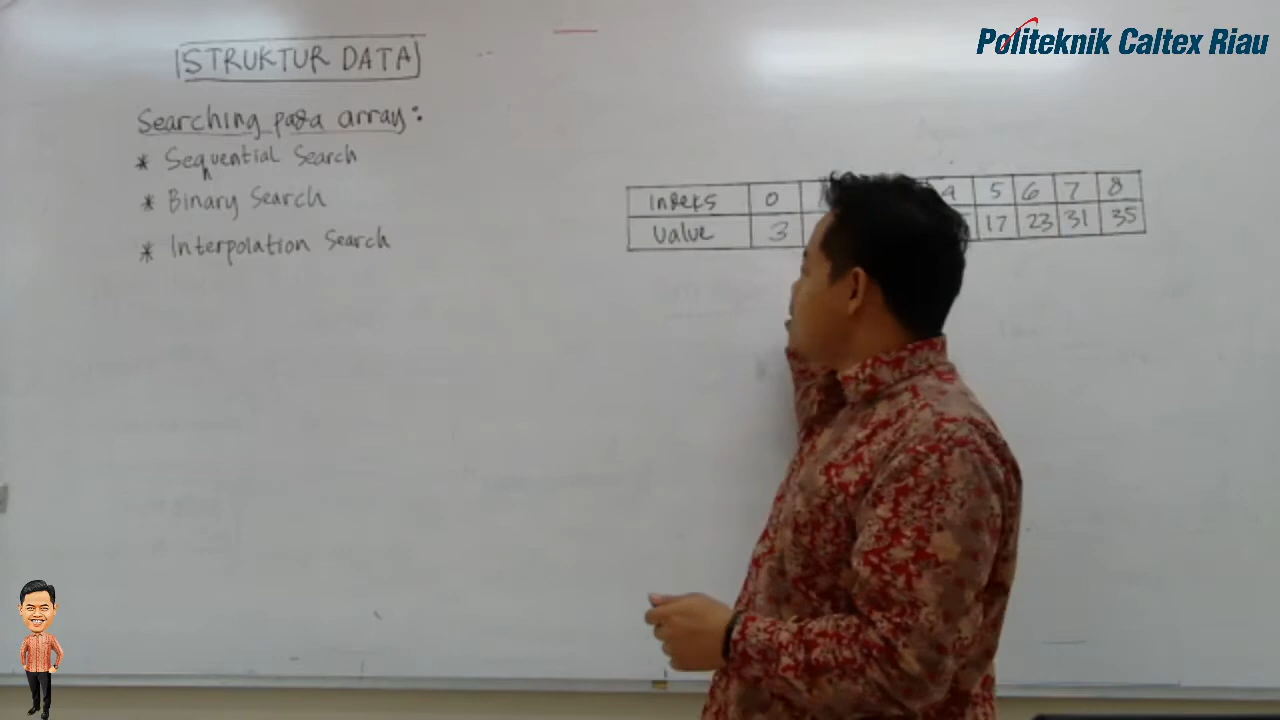 Politeknik Caltex Riau
STRUKTUR DATA
Searching pada array:
* Sequential Search
* Binary Search
* Interpolation Search
Indeks 0 4 5 6 7 8
Value 3 17 23 31 35